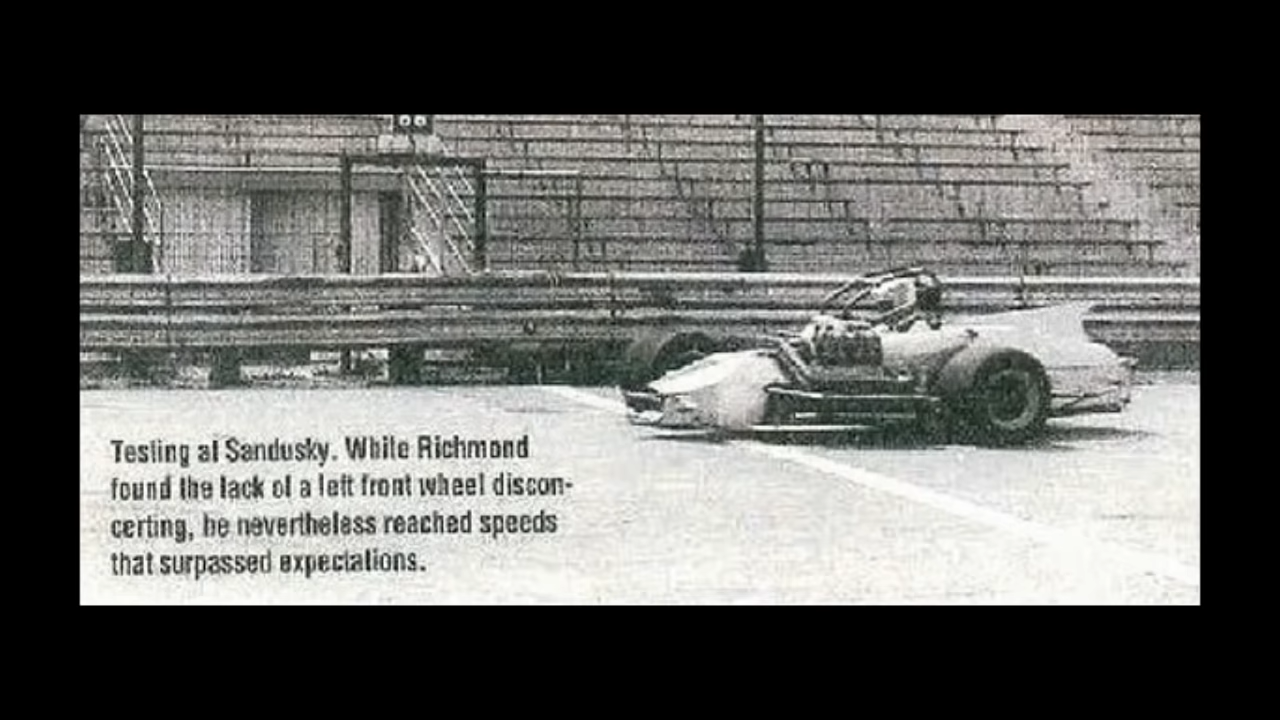 Testing at Sandusky. While Richmond
found the lack of a left front wheel discon-
certing, he nevertheless reached speeds
that surpassed expectations.